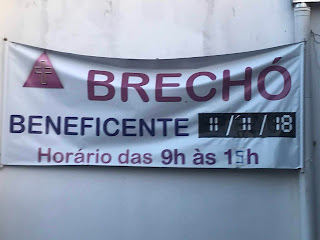 BRECHÓ
BENEFICENTE 11/11/18
Horário das 9h às 15h